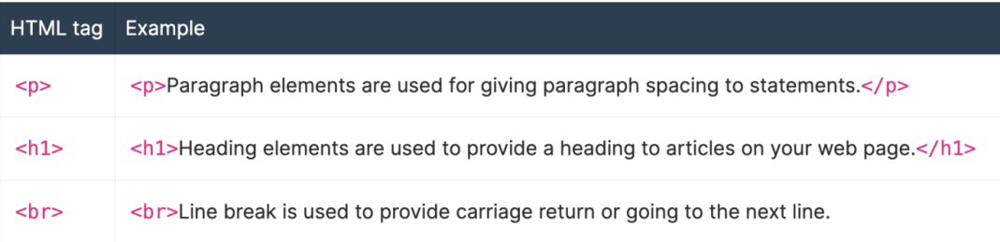 HTML tag Example
<p> <p>Paragraph elements are used for giving paragraph spacing to statements.</p>
<h1> <h1>Heading elements are used to provide a heading to articles on your web page.</h1>
<br> <br>Line break is used to provide carriage return or going to the next line.